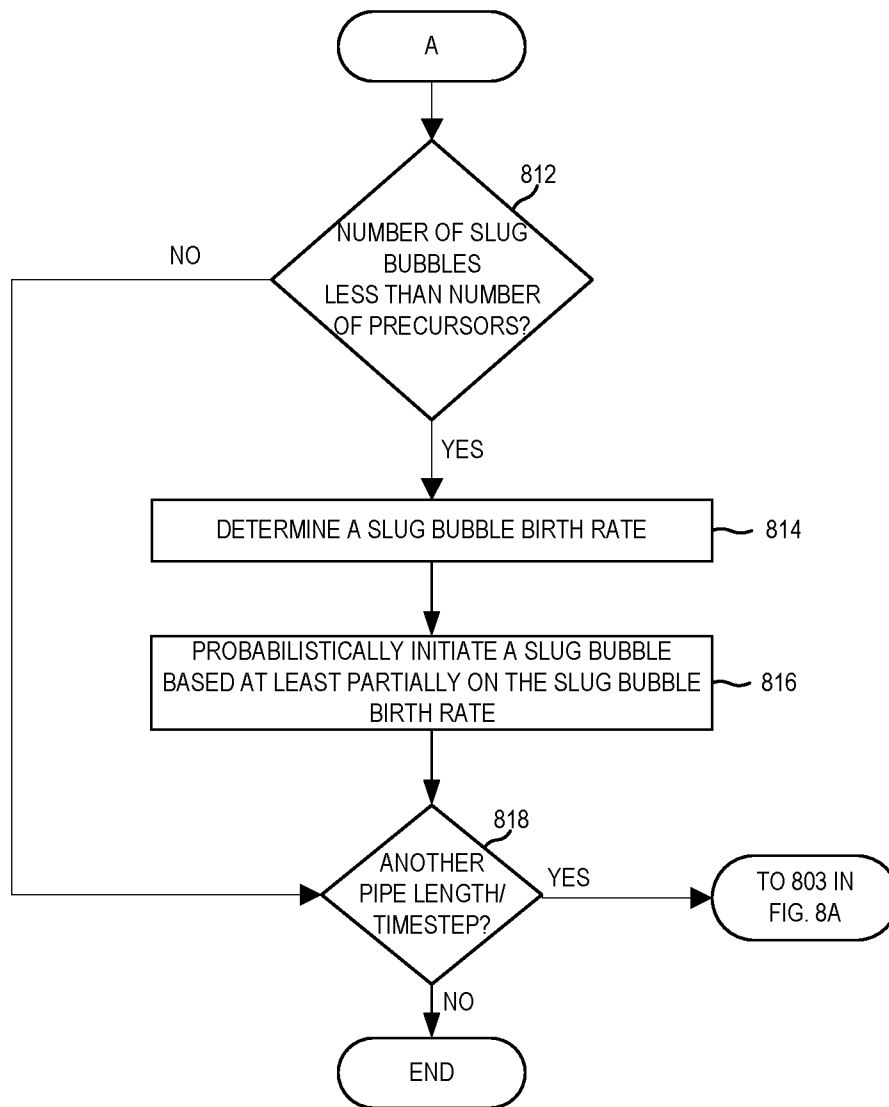 A
812
NUMBER OF SLUG
BUBBLES
LESS THAN NUMBER
OF PRECURSORS?
NO
YES
DETERMINE A SLUG BUBBLE BIRTH RATE
814
PROBABILISTICALLY INITIATE A SLUG BUBBLE
BASED AT LEAST PARTIALLY ON THE SLUG BUBBLE
BIRTH RATE
816
818
ANOTHER
PIPE LENGTH/
TIMESTEP?
YES
TO 803 IN
FIG. 8A
NO
END